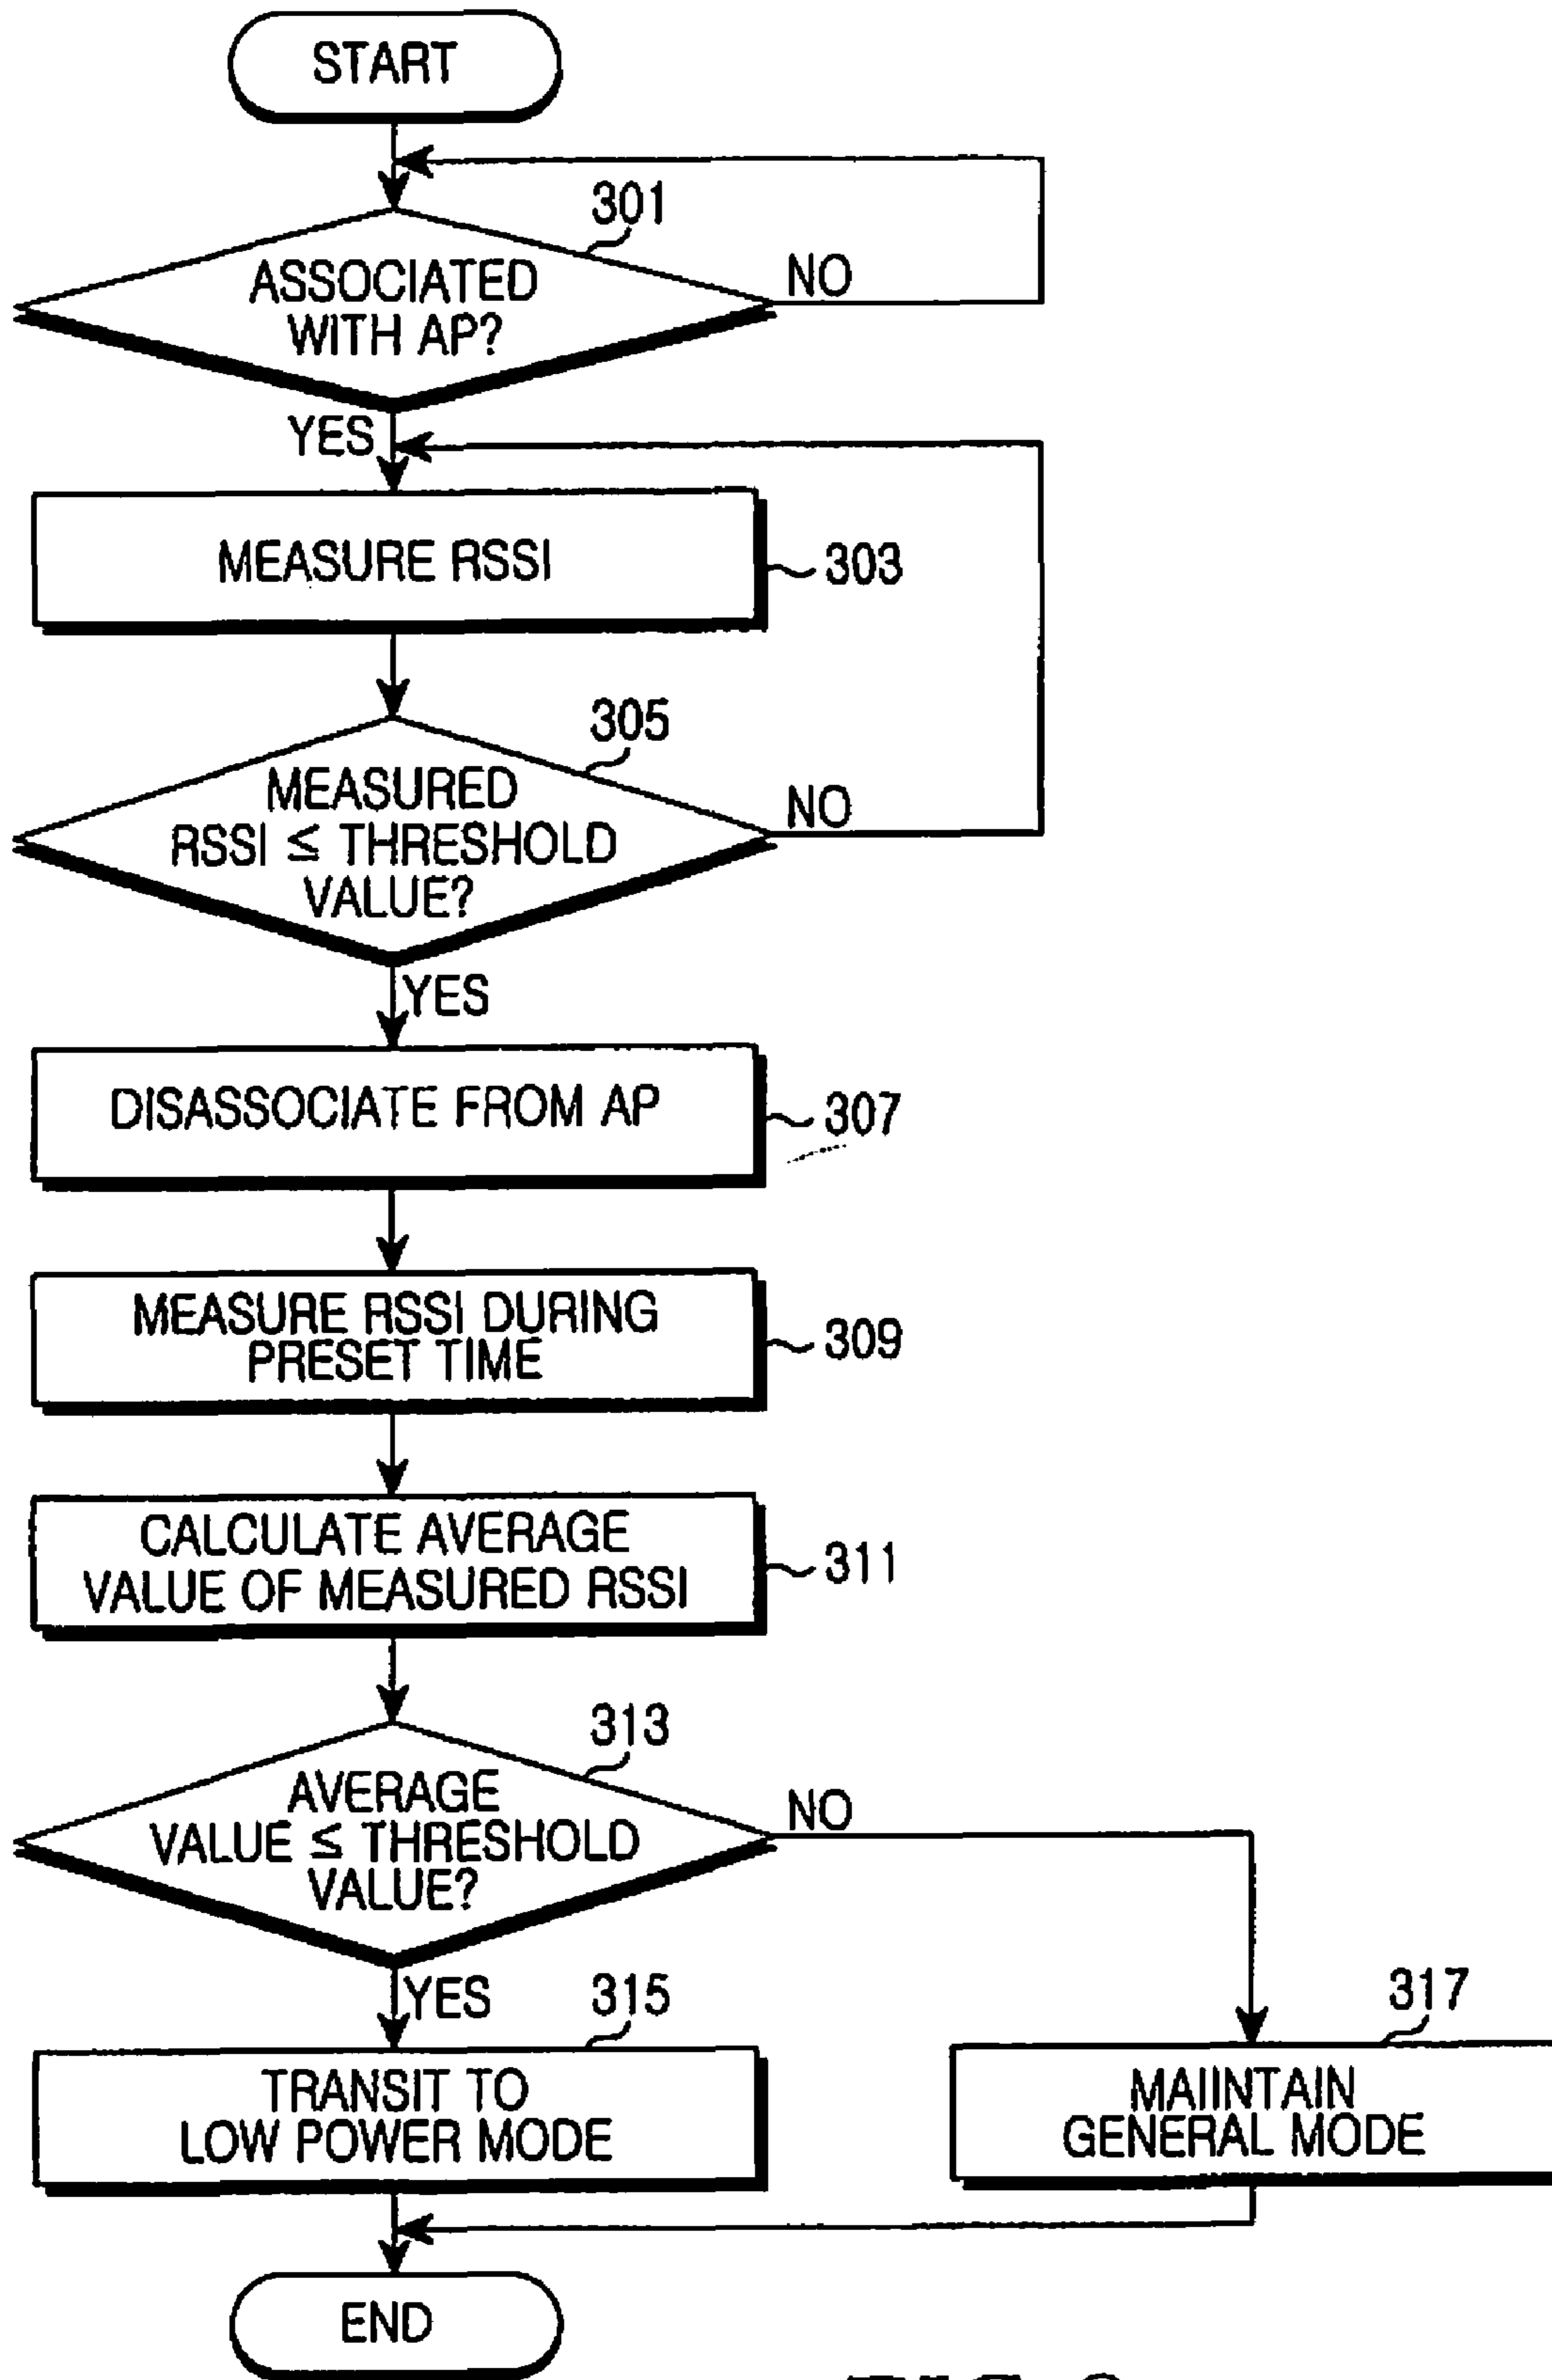 START
301
ASSOCIATED
WITH AP?
NO
YES
MEASURE RSSI
303
305
MEASURED
RSSI ≤ THRESHOLD
VALUE?
NO
YES
DISASSOCIATE FROM AP
307
MEASURE RSSI DURING
PRESET TIME
309
CALCULATE AVERAGE
VALUE OF MEASURED RSSI
311
313
AVERAGE
VALUE ≤ THRESHOLD
VALUE?
NO
YES
315
317
TRANSIT TO
LOW POWER MODE
MAIINTAIN
GENERAL MODE
END